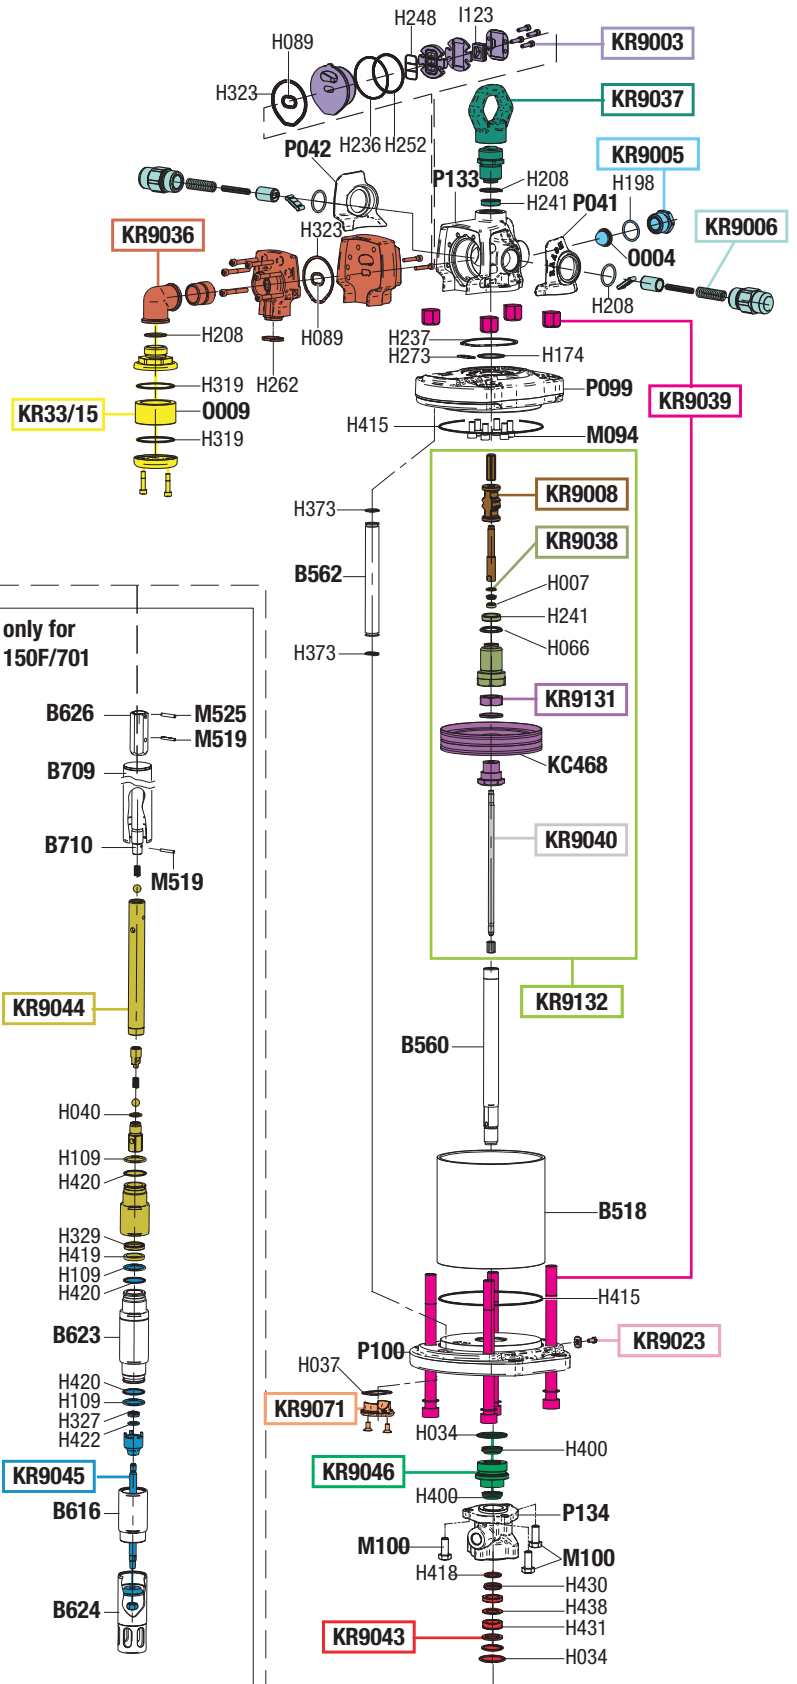 H248
I123
H089
KR9003
H323
KR9037
H236
H252
P042
KR9005
P133
H208
H198
H241
P041
KR9006
H323
KR9036
O004
H208
H208
H237
H089
H273
H174
H262
H319
P099
KR9039
KR33/15
O009
H415
M094
H319
KR9008
H373
KR9038
B562
H007
H241
only for
150F/701
H066
H373
KR9131
B626
M525
M519
KC468
B709
KR9040
B710
M519
KR9044
KR9132
B560
H040
H109
H420
B518
H329
H419
H109
H420
H415
B623
P100
KR9023
H037
H420
H109
KR9071
H327
H422
H034
H400
KR9045
KR9046
H400
B616
P134
M100
M100
H418
H430
B624
H438
H431
KR9043
H034